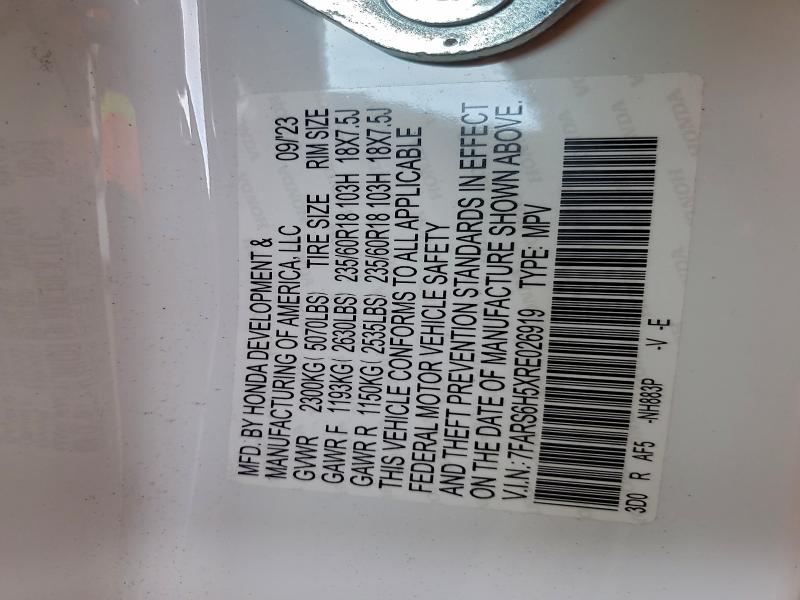 MFD. BY HONDA DEVELOPMENT &
MANUFACTURING OF AMERICA, LLC 09/'23
GVWR 2300KG( 5070LBS) TIRE SIZE RIM SIZE
GAWR F 1193KG( 2630LBS) 235/60R18 103H 18X7.5J
GAWR R 1150KG( 2535LBS) 235/60R18 103H 18X7.5J
THIS VEHICLE CONFORMS TO ALL APPLICABLE
FEDERAL MOTOR VEHICLE SAFETY
AND THEFT PREVENTION STANDARDS IN EFFECT
ON THE DATE OF MANUFACTURE SHOWN ABOVE.
V.I.N.: 7FARS6H5XRE026919 TYPE: MPV
3D0 R AF5 -NH883P -V -E